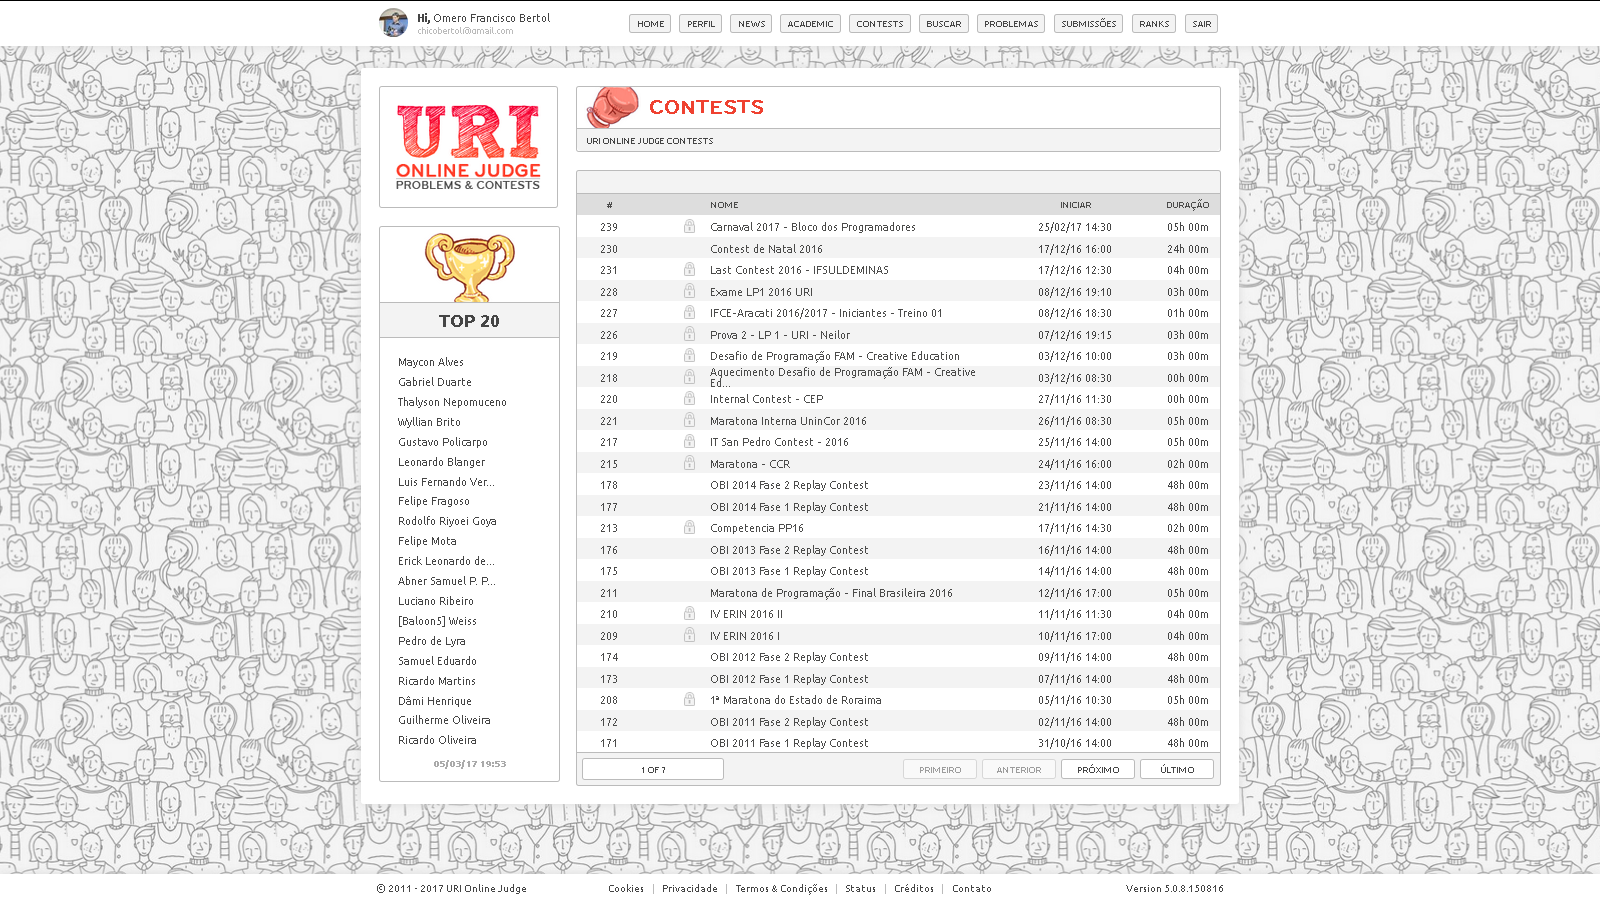 Hi, Omero Francisco Bertol
chicobertol@gmail.com
HOME
PERFIL
NEWS
ACADEMIC
CONTESTS
BUSCAR
PROBLEMAS
SUBMISSÕES
RANKS
SAIR
URI
ONLINE JUDGE
PROBLEMS & CONTESTS
TOP 20
Maycon Alves
Gabriel Duarte
Thalyson Nepomuceno
Wyllian Brito
Gustavo Policarpo
Leonardo Blanger
Luis Fernando Ver...
Felipe Fragoso
Rodolfo Riyoei Goya
Felipe Mota
Erick Leonardo de...
Abner Samuel P. P...
Luciano Ribeiro
[Baloon5] Weiss
Pedro de Lyra
Samuel Eduardo
Ricardo Martins
Dâmi Henrique
Guilherme Oliveira
Ricardo Oliveira
05/03/17 19:53
CONTESTS
URI ONLINE JUDGE CONTESTS
# NOME INICIAR DURAÇÃO
239 Carnaval 2017 - Bloco dos Programadores 25/02/17 14:30 05h 00m
230 Contest de Natal 2016 17/12/16 16:00 24h 00m
231 Last Contest 2016 - IFSULDEMINAS 17/12/16 12:30 04h 00m
228 Exame LP1 2016 URI 08/12/16 19:10 03h 00m
227 IFCE-Aracati 2016/2017 - Iniciantes - Treino 01 08/12/16 18:30 01h 00m
226 Prova 2 - LP 1 - URI - Neilor 07/12/16 19:15 03h 00m
219 Desafio de Programação FAM - Creative Education 03/12/16 10:00 03h 00m
218 Aquecimento Desafio de Programação FAM - Creative Ed... 03/12/16 08:30 00h 00m
220 Internal Contest - CEP 27/11/16 11:30 00h 00m
221 Maratona Interna UninCor 2016 26/11/16 08:30 05h 00m
217 IT San Pedro Contest - 2016 25/11/16 14:00 05h 00m
215 Maratona - CCR 24/11/16 16:00 02h 00m
178 OBI 2014 Fase 2 Replay Contest 23/11/16 14:00 48h 00m
177 OBI 2014 Fase 1 Replay Contest 21/11/16 14:00 48h 00m
213 Competencia PP16 17/11/16 14:30 02h 00m
176 OBI 2013 Fase 2 Replay Contest 16/11/16 14:00 48h 00m
175 OBI 2013 Fase 1 Replay Contest 14/11/16 14:00 48h 00m
211 Maratona de Programação - Final Brasileira 2016 12/11/16 17:00 05h 00m
210 IV ERIN 2016 II 11/11/16 11:30 04h 00m
209 IV ERIN 2016 I 10/11/16 17:00 04h 00m
174 OBI 2012 Fase 2 Replay Contest 09/11/16 14:00 48h 00m
173 OBI 2012 Fase 1 Replay Contest 07/11/16 14:00 48h 00m
208 1ª Maratona do Estado de Roraima 05/11/16 10:30 05h 00m
172 OBI 2011 Fase 2 Replay Contest 02/11/16 14:00 48h 00m
171 OBI 2011 Fase 1 Replay Contest 31/10/16 14:00 48h 00m
1 OF 7
PRIMEIRO
ANTERIOR
PRÓXIMO
ÚLTIMO
© 2011 - 2017 URI Online Judge
Cookies | Privacidade | Termos & Condições | Status | Créditos | Contato
Version 5.0.8.150816